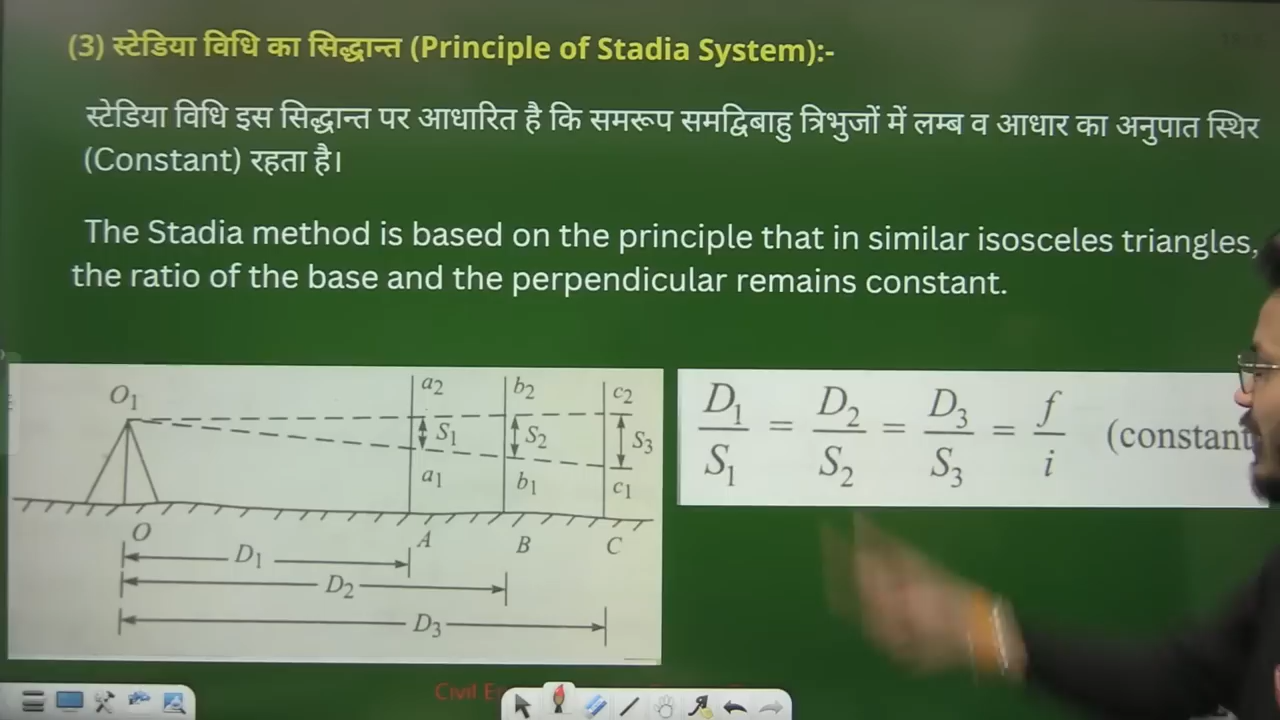 (3) स्टेडिया विधि का सिद्धान्त (Principle of Stadia System):-
स्टेडिया विधि इस सिद्धान्त पर आधारित है कि समरूप समद्विबाहु त्रिभुजों में लम्ब व आधार का अनुपात स्थिर
(Constant) रहता है।
The Stadia method is based on the principle that in similar isosceles triangles,
the ratio of the base and the perpendicular remains constant.
O₁ a₂ b₂ c₂
S₁ S₂ S₃
a₁ b₁ c₁
O A B C
D₁
D₂
D₃
D₁/S₁ = D₂/S₂ = D₃/S₃ = f/i (constant
Civil